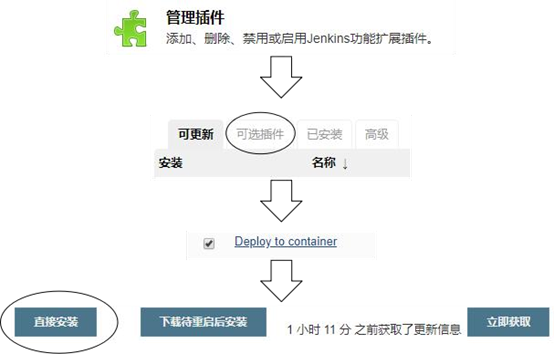 管理插件
添加、删除、禁用或启用Jenkins功能扩展插件。
可更新 可选插件 已安装 高级
安装 名称 ↓
Deploy to container
直接安装 下载待重启后安装 1 小时 11 分 之前获取了更新信息 立即获取